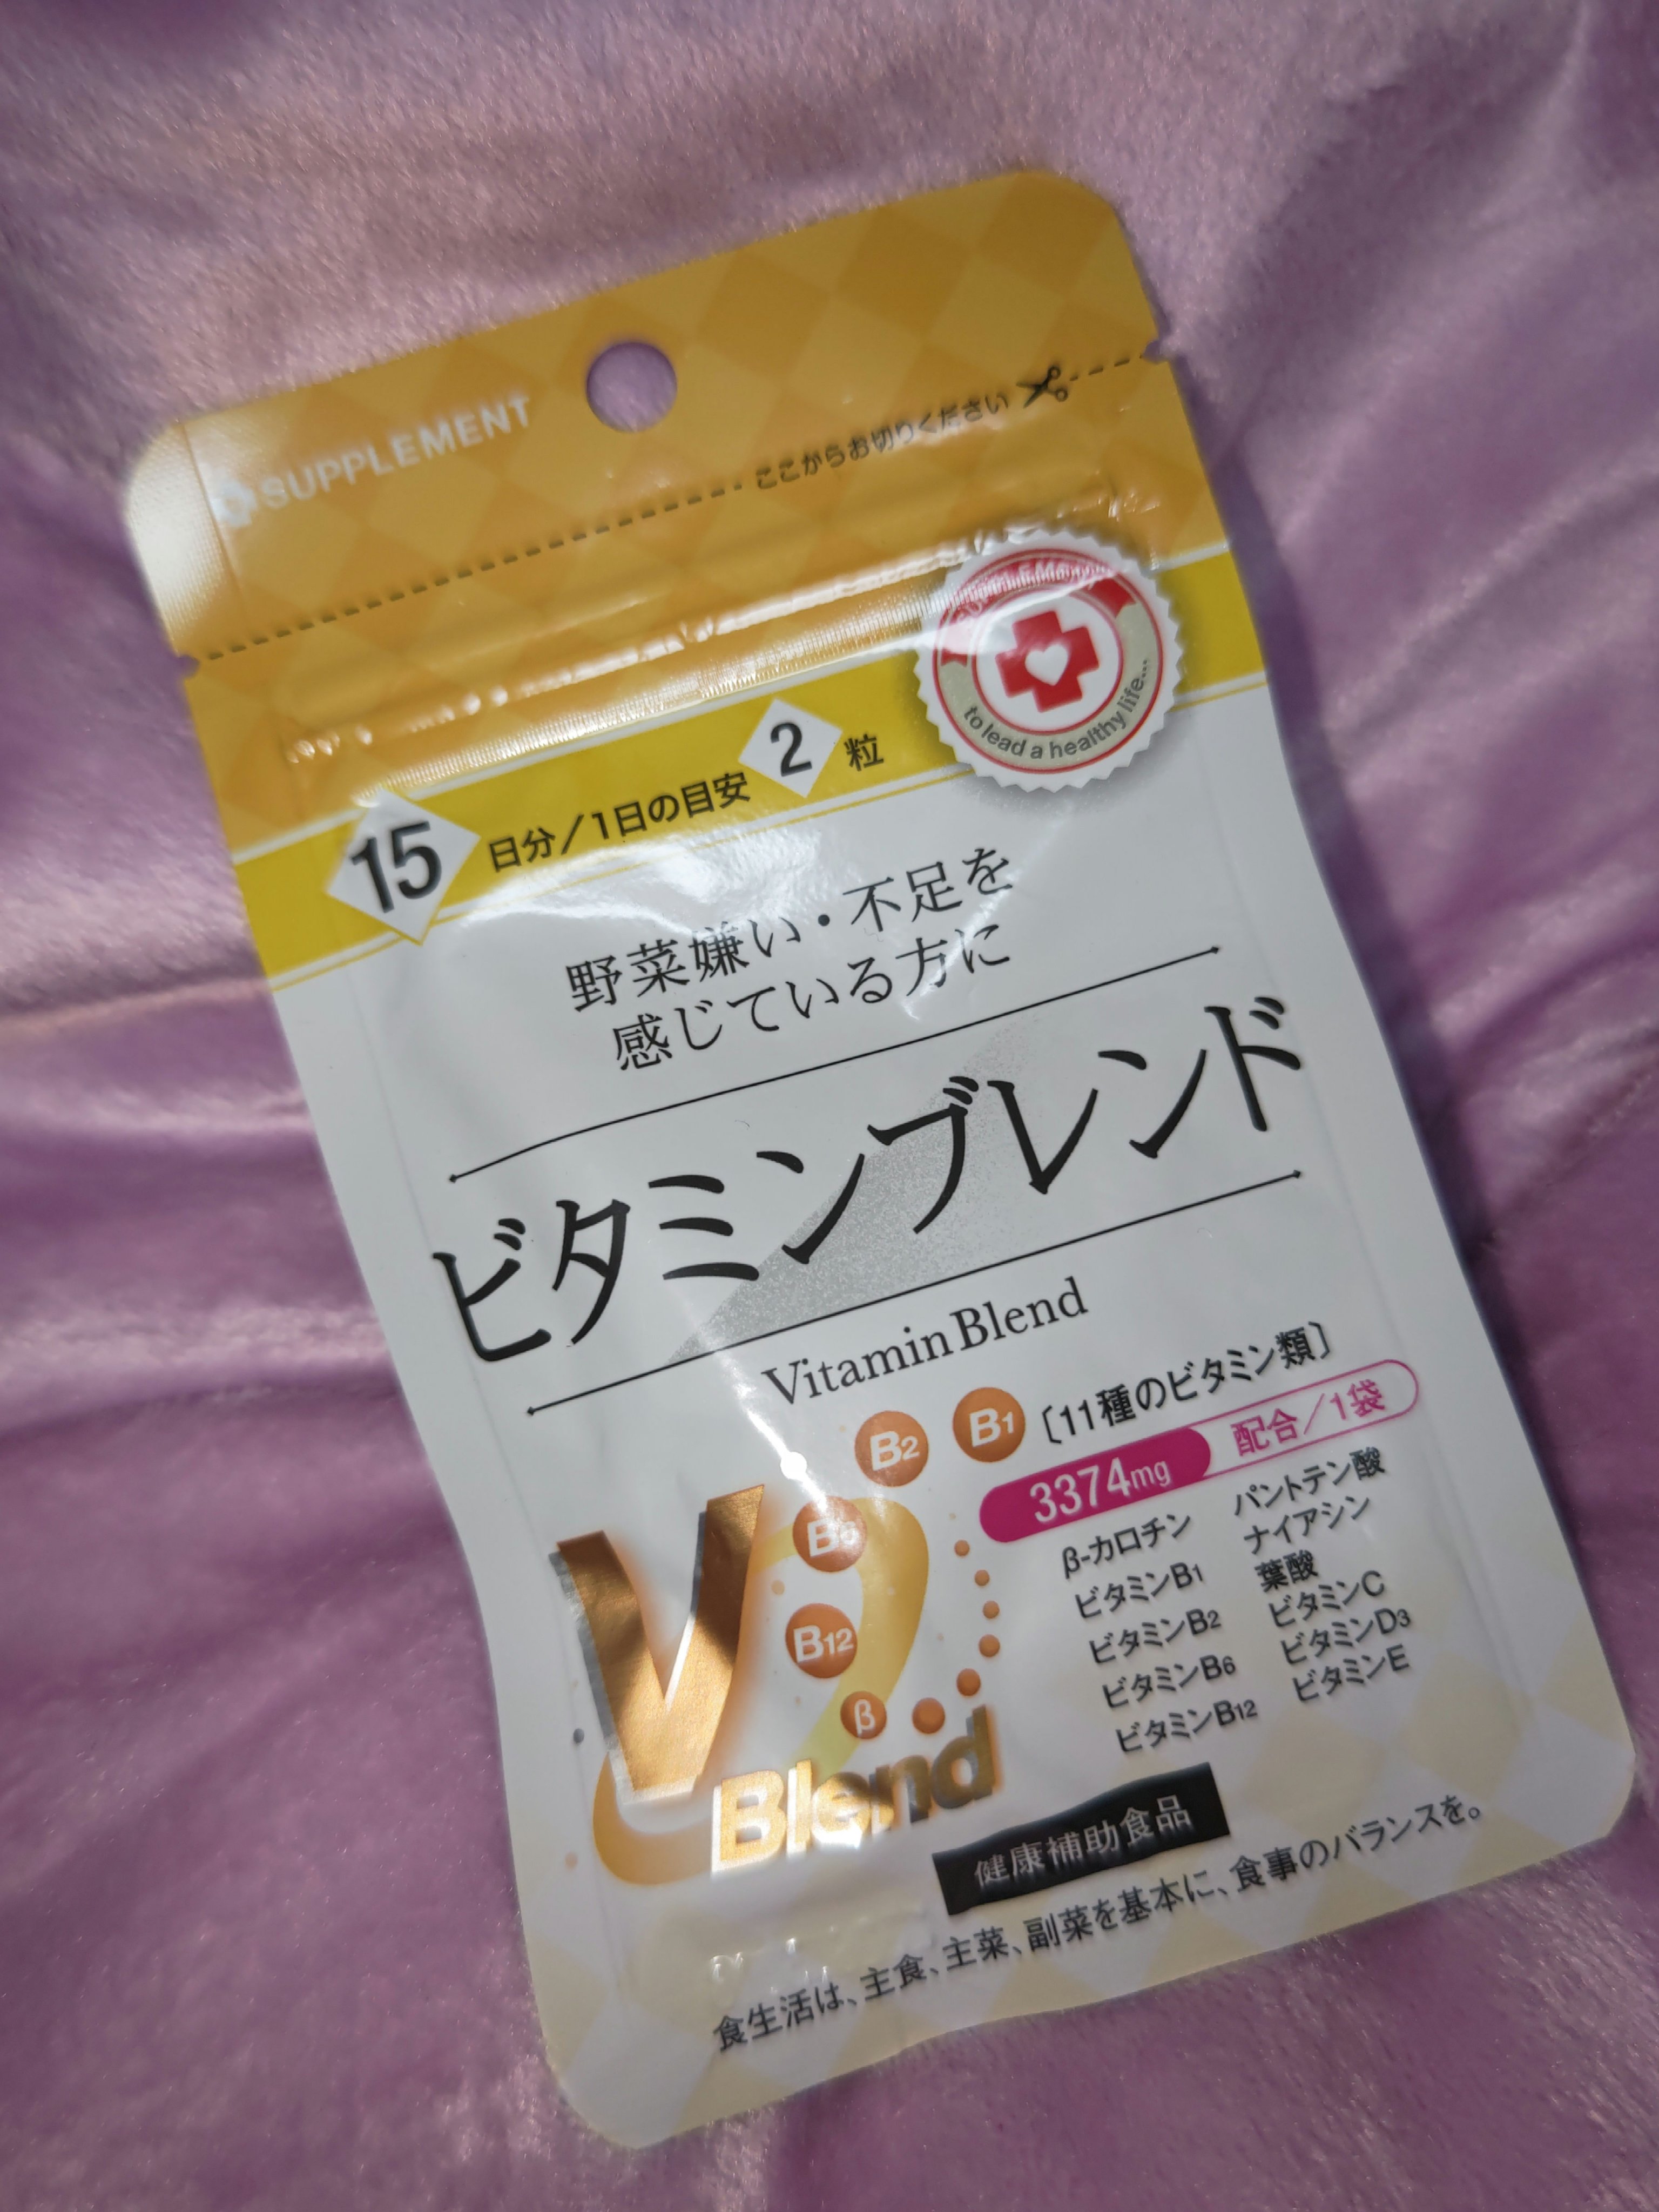 SUPPLEMENT
ここからお切りください
SUPPLEMENT
to lead a healthy life...
15日分／1日の目安2粒
野菜嫌い・不足を
感じている方に
ビタミンブレンド
Vitamin Blend
B1
B2
B6
B12
β
V
Blend
〔11種のビタミン類〕
3374mg 配合／1袋
β-カロチン
ビタミンB1
ビタミンB2
ビタミンB6
ビタミンB12
パントテン酸
ナイアシン
葉酸
ビタミンC
ビタミンD3
ビタミンE
健康補助食品
食生活は、主食、主菜、副菜を基本に、食事のバランスを。